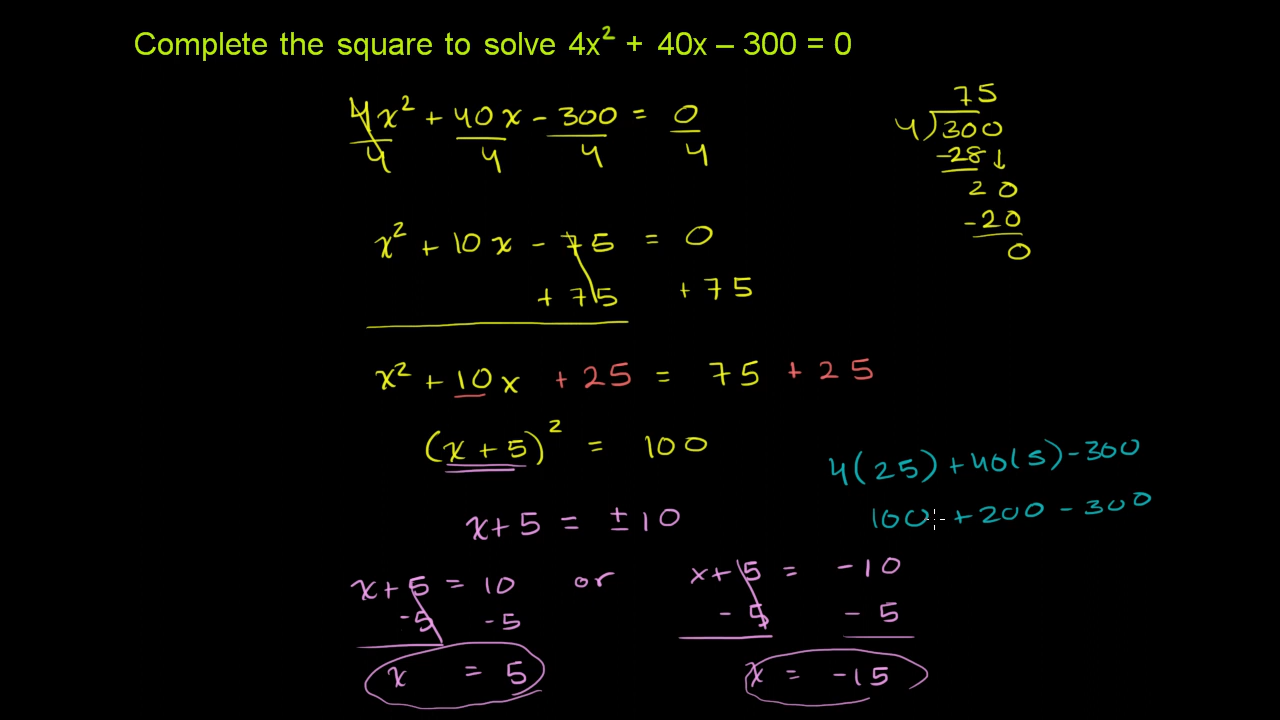 Complete the square to solve 4x² + 40x – 300 = 0
4x² + 40x - 300 = 0
4 4 4 4
75
4)300
-28↓
20
-20
0
x² + 10x - 75 = 0
+ 75 + 75
x² + 10x + 25 = 75 + 25
(x + 5)² = 100
x + 5 = ± 10
x + 5 = 10 or x + 5 = -10
-5 -5 - 5 - 5
x = 5 x = -15
4(25) + 40(5) - 300
100 + 200 - 300